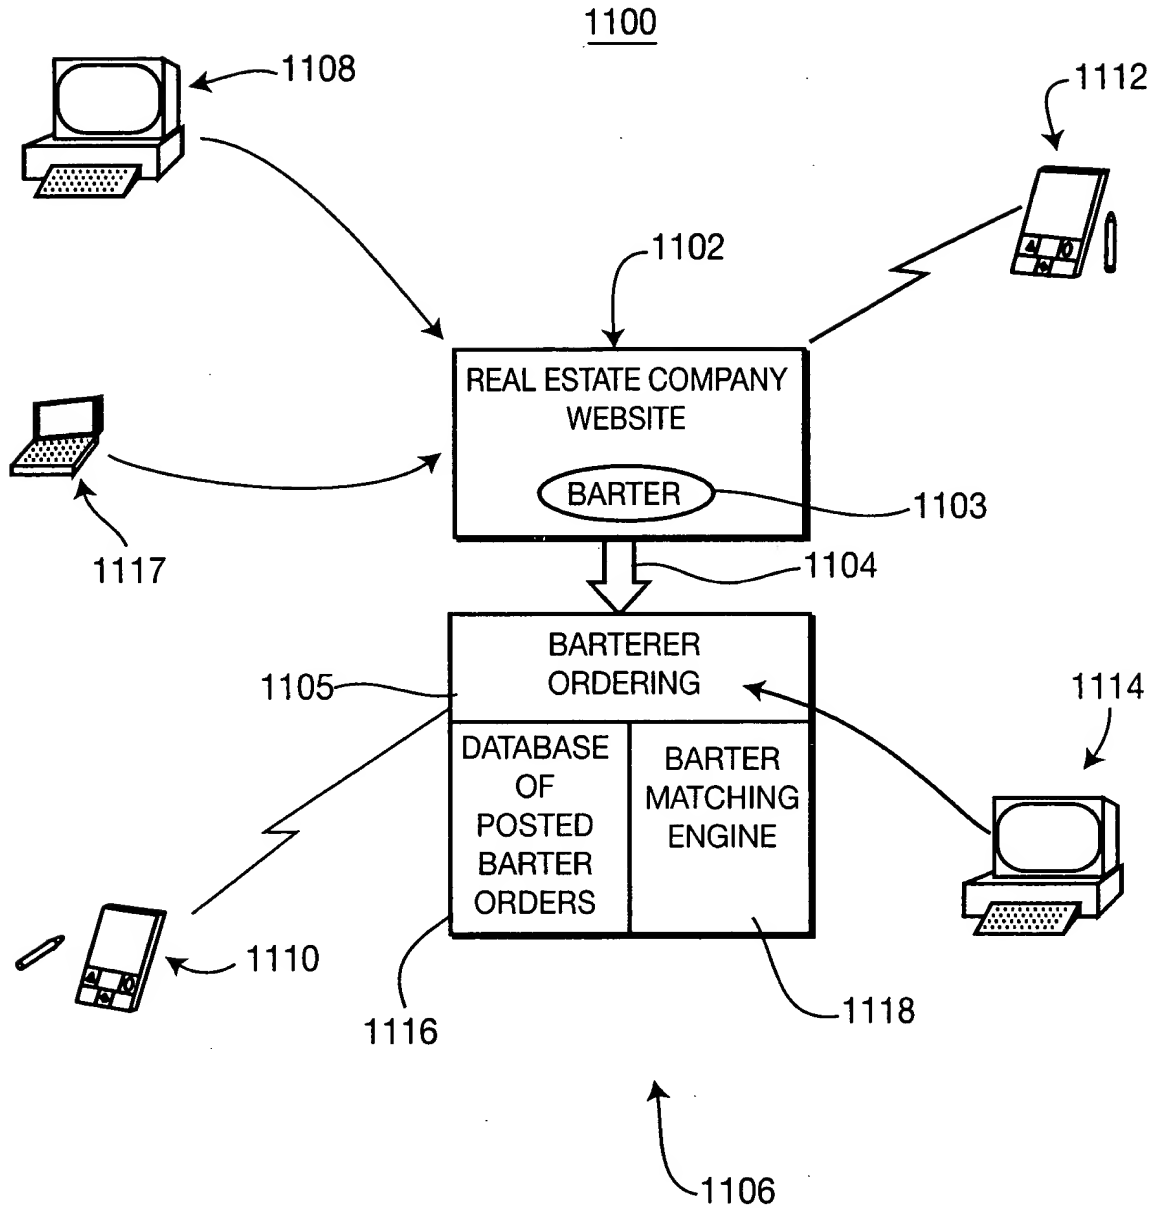 1100
1108
1112
1102
REAL ESTATE COMPANY
WEBSITE
BARTER
1103
1117
1104
BARTERER
ORDERING
1105
1114
DATABASE
OF
POSTED
BARTER
ORDERS
BARTER
MATCHING
ENGINE
1110
1116
1118
1106